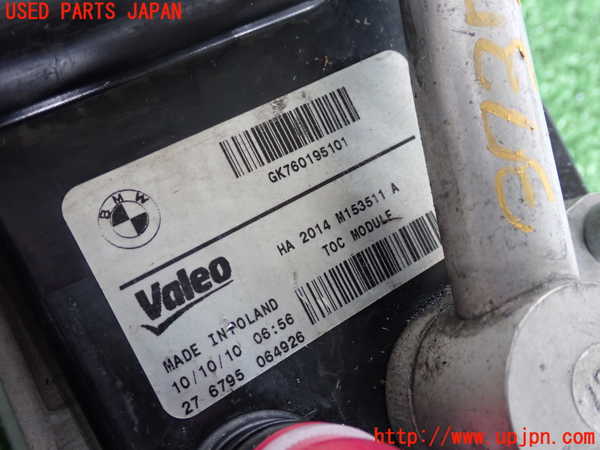 USED PARTS JAPAN
GK760195101
BMW
HA 2014 M153511 A
TOC MODULE
Valeo
MADE IN POLAND
10/10/10 06:56
27 6795 064926
http://www.upjpn.com/